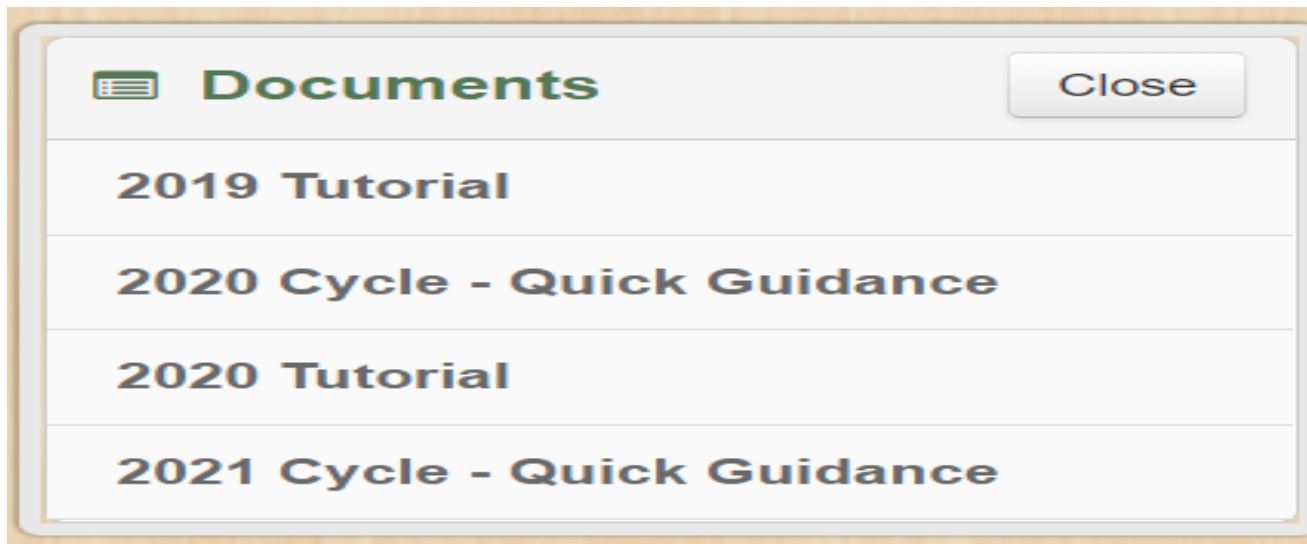 Documents
Close
2019 Tutorial
2020 Cycle - Quick Guidance
2020 Tutorial
2021 Cycle - Quick Guidance